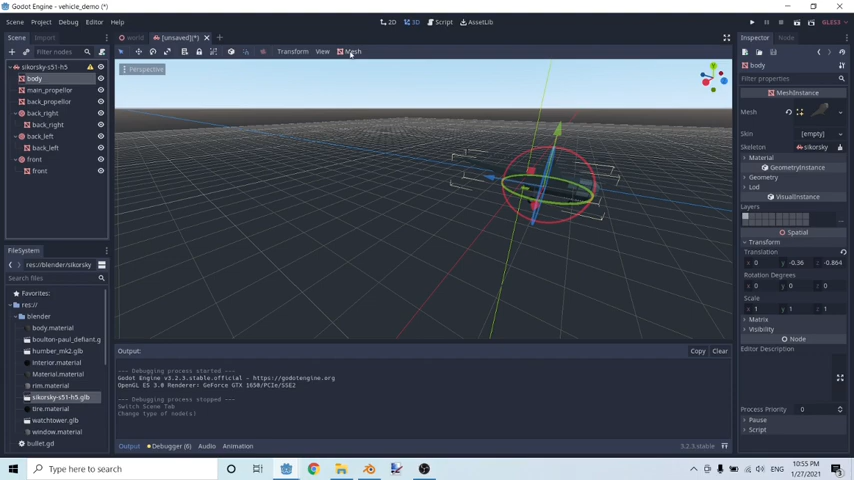 Godot Engine - vehicle_demo (*)
Scene Project Debug Editor Help
2D 3D Script AssetLib
GLES3
Scene Import
world [unsaved](*)
Inspector Node
Filter nodes
Transform View Mesh
sikorsky-s51-h5
body
main_propellor
back_propellor
back_right
back_right
back_left
back_left
front
front
Perspective
body
Filter properties
MeshInstance
Mesh
Skin [empty]
Skeleton sikorsky
Material
GeometryInstance
Geometry
Lod
VisualInstance
Layers
Spatial
Transform
Translation
x 0 y -0.36 z -0.864
Rotation Degrees
x 0 y 0 z 0
Scale
x 1 y 1 z 1
Matrix
Visibility
Node
Editor Description
Process Priority 0
Pause
Script
FileSystem
res://blender/sikorsky
Search files
Favorites:
res://
blender
body.material
boulton-paul_defiant.g
humber_mk2.glb
interior.material
Material.material
rim.material
sikorsky-s51-h5.glb
tire.material
watchtower.glb
window.material
bullet.gd
Output:
Copy Clear
--- Debugging process started ---
Godot Engine v3.2.3.stable.official - https://godotengine.org
OpenGL ES 3.0 Renderer: GeForce GTX 1650/PCIe/SSE2
--- Debugging process stopped ---
Switch Scene Tab
Change type of node(s)
Output Debugger (6) Audio Animation
3.2.3.stable
Type here to search
10:55 PM
1/27/2021